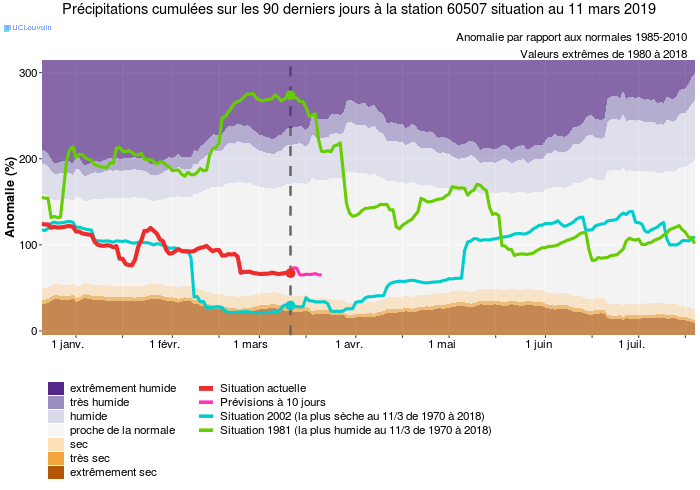 Précipitations cumulées sur les 90 derniers jours à la station 60507 situation au 11 mars 2019
UCLouvain
Anomalie par rapport aux normales 1985-2010
Valeurs extrêmes de 1980 à 2018
Anomalie (%)
300
200
100
0
1 janv. 1 févr. 1 mars 1 avr. 1 mai 1 juin 1 juil.
extrêmement humide
très humide
humide
proche de la normale
sec
très sec
extrêmement sec
Situation actuelle
Prévisions à 10 jours
Situation 2002 (la plus sèche au 11/3 de 1970 à 2018)
Situation 1981 (la plus humide au 11/3 de 1970 à 2018)